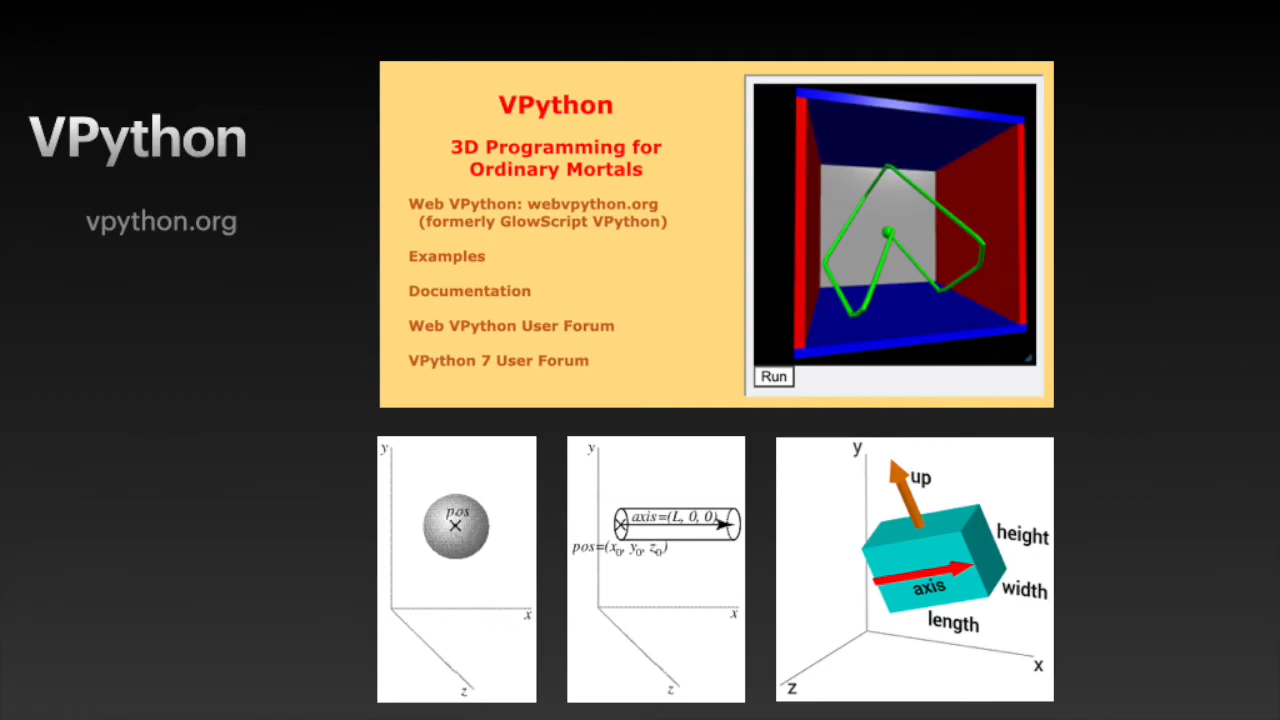 VPython
vpython.org
VPython
3D Programming for
Ordinary Mortals
Web VPython: webvpython.org
(formerly GlowScript VPython)
Examples
Documentation
Web VPython User Forum
VPython 7 User Forum
Run
y
pos
x
z
y
axis=(L, 0, 0)
pos=(x₀, y₀, z₀)
x
z
y
up
height
axis
width
length
x
z